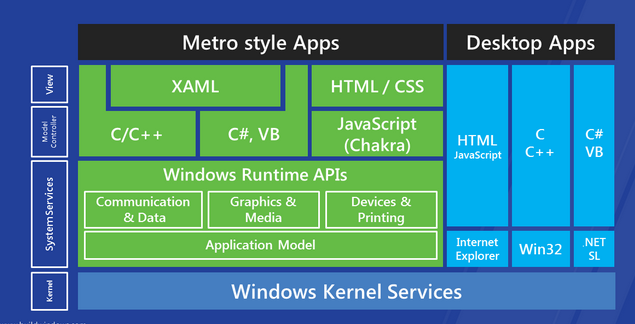 Metro style Apps
Desktop Apps
View
XAML
HTML / CSS
Model
Controller
C/C++
C#, VB
JavaScript
(Chakra)
HTML
JavaScript
C
C++
C#
VB
System Services
Windows Runtime APIs
Communication
& Data
Graphics &
Media
Devices &
Printing
Application Model
Internet
Explorer
Win32
.NET
SL
Kernel
Windows Kernel Services